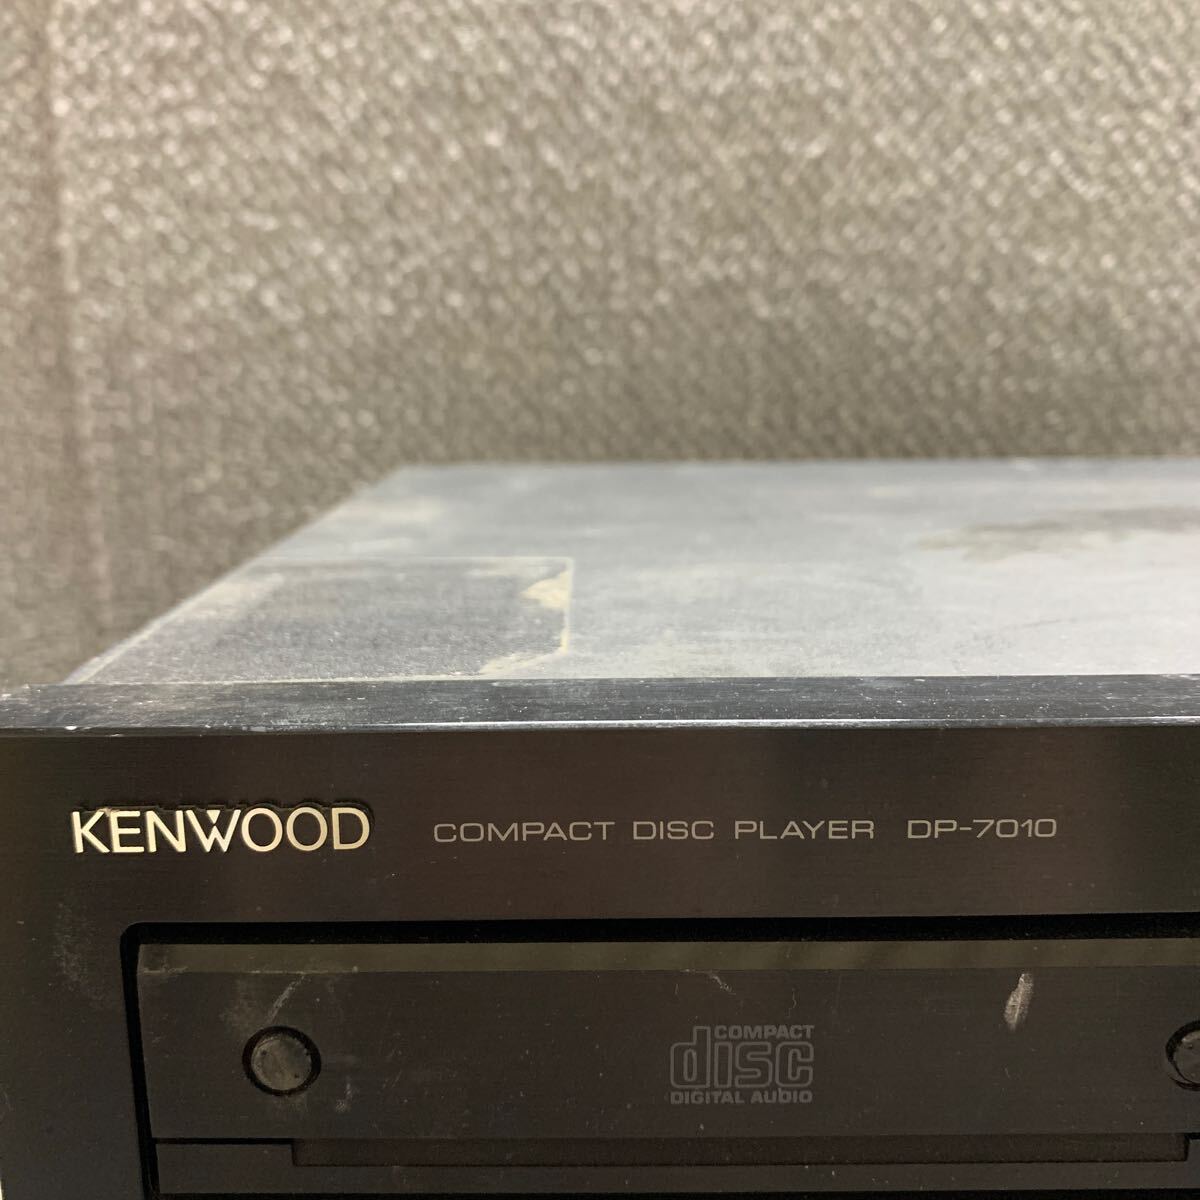 KENWOOD COMPACT DISC PLAYER DP-7010
COMPACT
disc
DIGITAL AUDIO